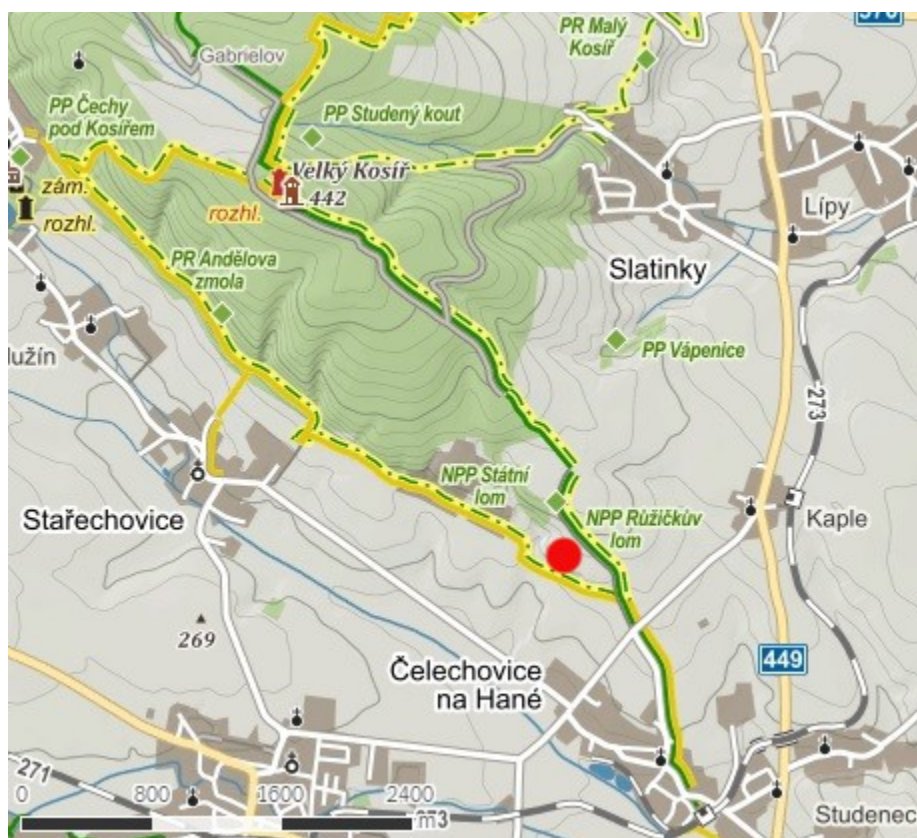 570
PR Malý
Kosíř
Gabrielov
PP Čechy
pod Kosířem
PP Studený kout
zám.
Velký Kosíř
442
rozhl.
rozhl.
Lípy
PR Andělova
zmola
Slatinky
PP Vápenice
lužín
273
NPP Státní
lom
NPP Růžičkův
lom
Kaple
Stařechovice
269
449
Čelechovice
na Hané
271
0 800 1600 2400
m
273
Studenec